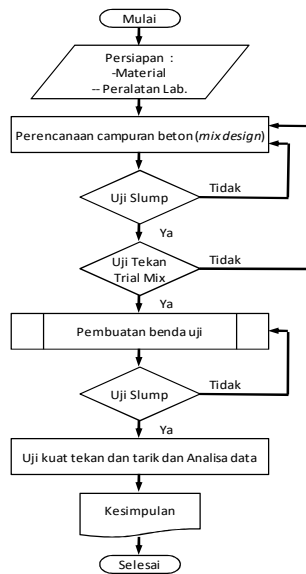 Mulai
Persiapan :
-Material
-- Peralatan Lab.
Perencanaan campuran beton (mix design)
Uji Slump
Tidak
Ya
Uji Tekan
Trial Mix
Tidak
Ya
Pembuatan benda uji
Uji Slump
Tidak
Ya
Uji kuat tekan dan tarik dan Analisa data
Kesimpulan
Selesai